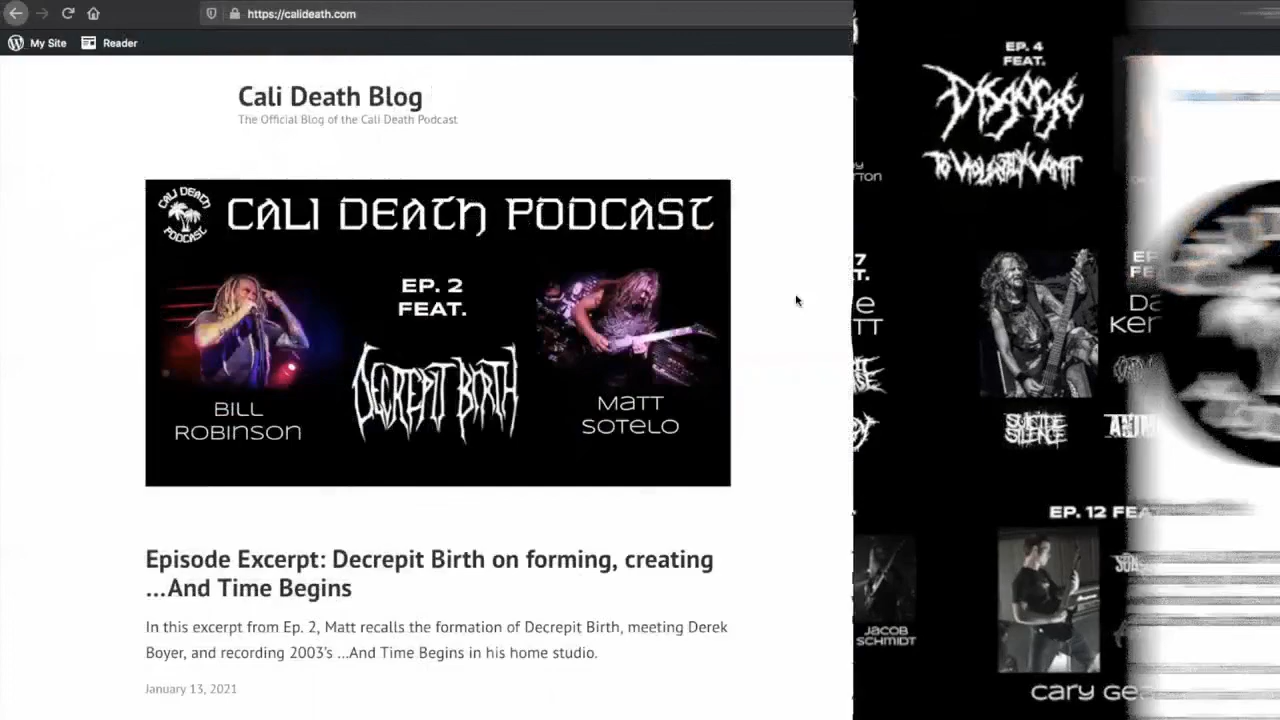 https://calideath.com
My Site
Reader
Cali Death Blog
The Official Blog of the Cali Death Podcast
CALI DEATH
PODCAST
CALI DEATH PODCAST
EP. 2
FEAT.
DECREPIT BIRTH
BILL
ROBINSON
MATT
SOTELO
Episode Excerpt: Decrepit Birth on forming, creating
...And Time Begins
In this excerpt from Ep. 2, Matt recalls the formation of Decrepit Birth, meeting Derek
Boyer, and recording 2003's ...And Time Begins in his home studio.
January 13, 2021
EP. 4
FEAT.
DISGORGE
TO VIOLENTLY VOMIT
SUICIDE
SILENCE
EP. 12
JACOB
SCHMIDT
Cary